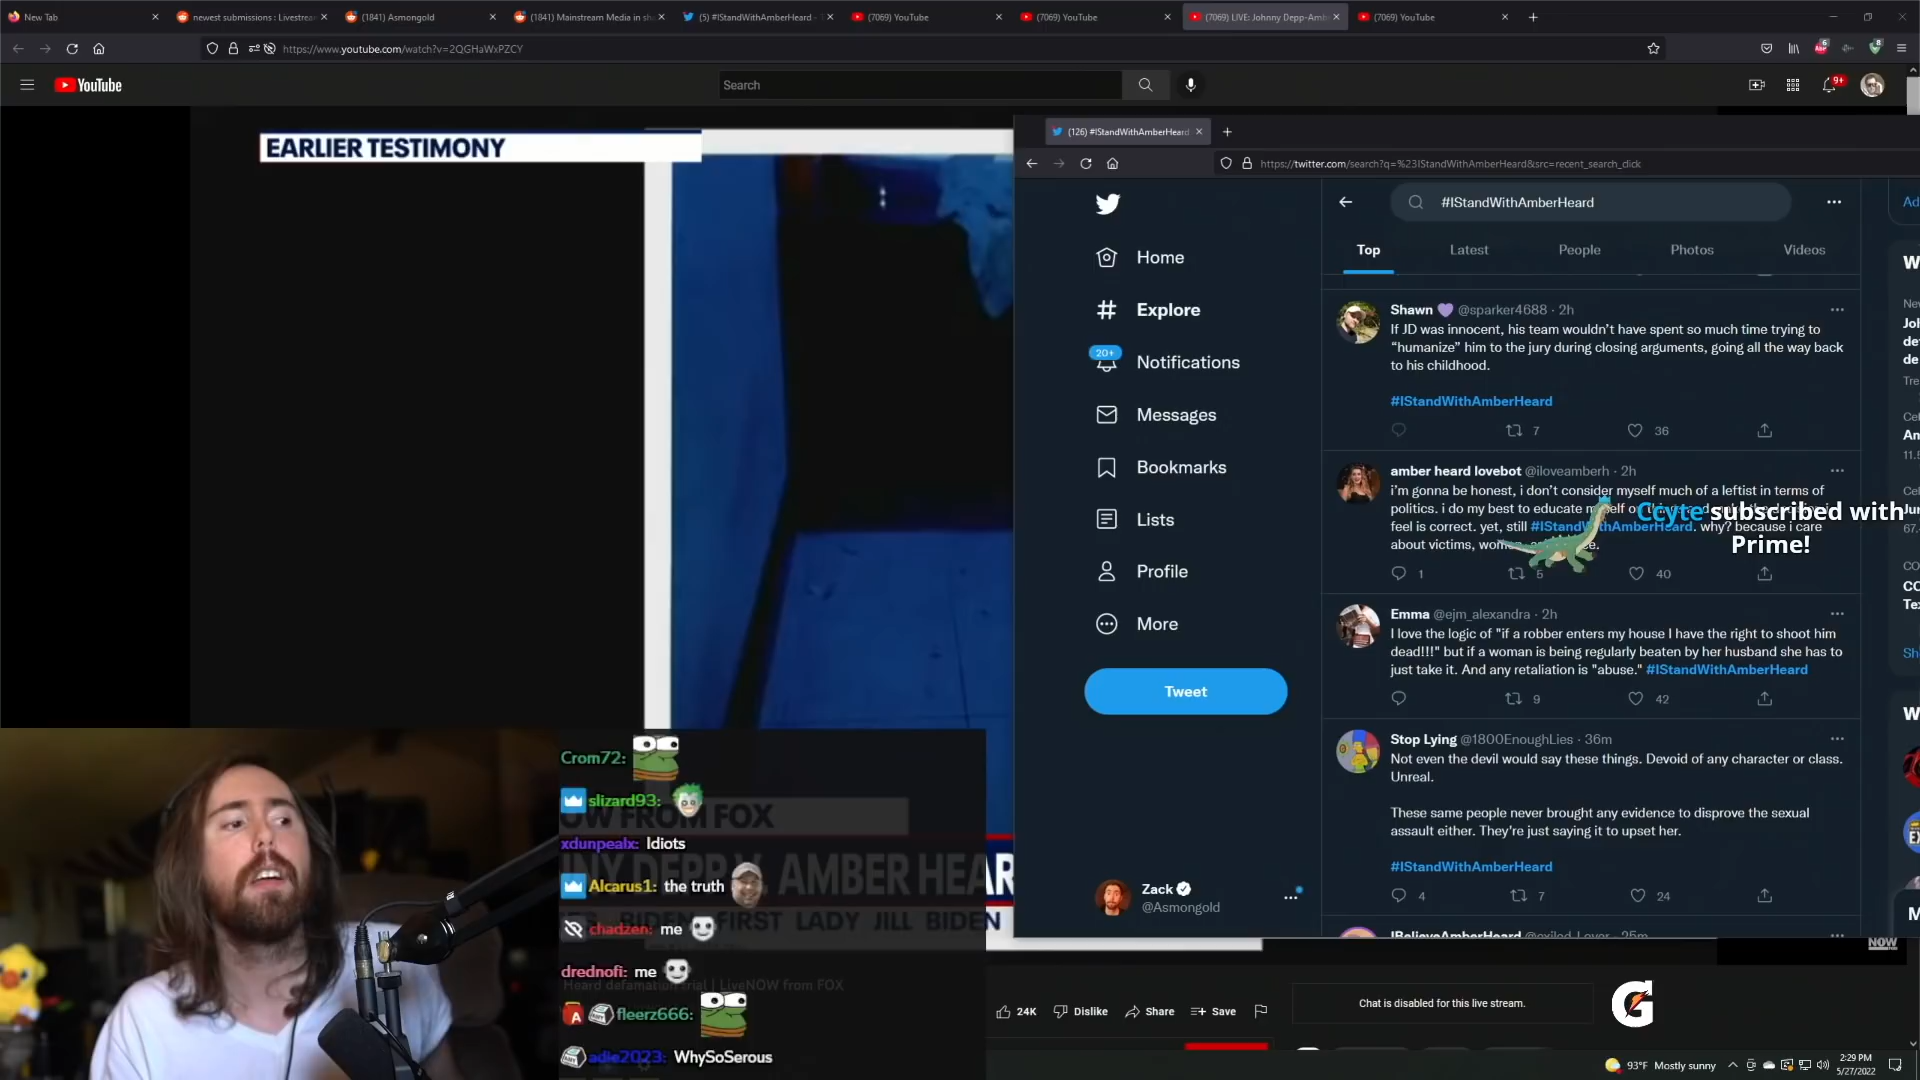 New Tab
newest submissions : Livestrea
(1841) Asmongold
(1841) Mainstream Media in sh
(5) #IStandWithAmberHeard -
(7069) YouTube
(7069) YouTube
(7069) LIVE: Johnny Depp-Amb
(7069) YouTube
https://www.youtube.com/watch?v=2QGHaWxPZCY
YouTube
Search
9+
EARLIER TESTIMONY
(126) #IStandWithAmberHeard
https://twitter.com/search?q=%23IStandWithAmberHeard&src=recent_search_click
#IStandWithAmberHeard
Top
Latest
People
Photos
Videos
Home
Explore
20+
Notifications
Messages
Bookmarks
Lists
Profile
More
Tweet
Zack
@Asmongold
Shawn 💜 @sparker4688 · 2h
If JD was innocent, his team wouldn't have spent so much time trying to
“humanize” him to the jury during closing arguments, going all the way back
to his childhood.
#IStandWithAmberHeard
7
36
amber heard lovebot @iloveamberh · 2h
i'm gonna be honest, i don't consider myself much of a leftist in terms of
politics. i do my best to educate
feel is correct. yet, still #IStandWithAmberHeard. why? because i care
about victims,
1
5
40
Ccyte subscribed with
Prime!
Emma @ejm_alexandra · 2h
I love the logic of "if a robber enters my house I have the right to shoot him
dead!!!" but if a woman is being regularly beaten by her husband she has to
just take it. And any retaliation is "abuse." #IStandWithAmberHeard
9
42
Stop Lying @1800EnoughLies · 36m
Not even the devil would say these things. Devoid of any character or class.
Unreal.
These same people never brought any evidence to disprove the sexual
assault either. They're just saying it to upset her.
#IStandWithAmberHeard
4
7
24
IBelieveAmberHeard @exiled_Lover · 25m
Crom72:
slizard93:
OW FROM FOX
xdunpealx: Idiots
Alcarus1: the truth
NNY DEPP V. AMBER HEAR
chadzen: me
BIDEN, FIRST LADY JILL BIDEN
drednofi: me
Heard defamation trial | LiveNOW from FOX
fleerz666:
adie2023: WhySoSerous
NOW
24K
Dislike
Share
Save
Chat is disabled for this live stream.
G
93°F Mostly sunny
2:29 PM
5/27/2022